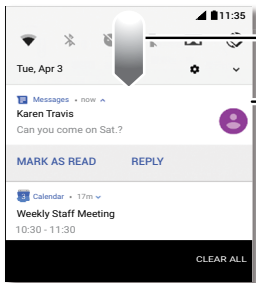 11:35
Tue, Apr 3
Messages • now
Karen Travis
Can you come on Sat.?
MARK AS READ REPLY
3 Calendar • 17m
Weekly Staff Meeting
10:30 - 11:30
CLEAR ALL